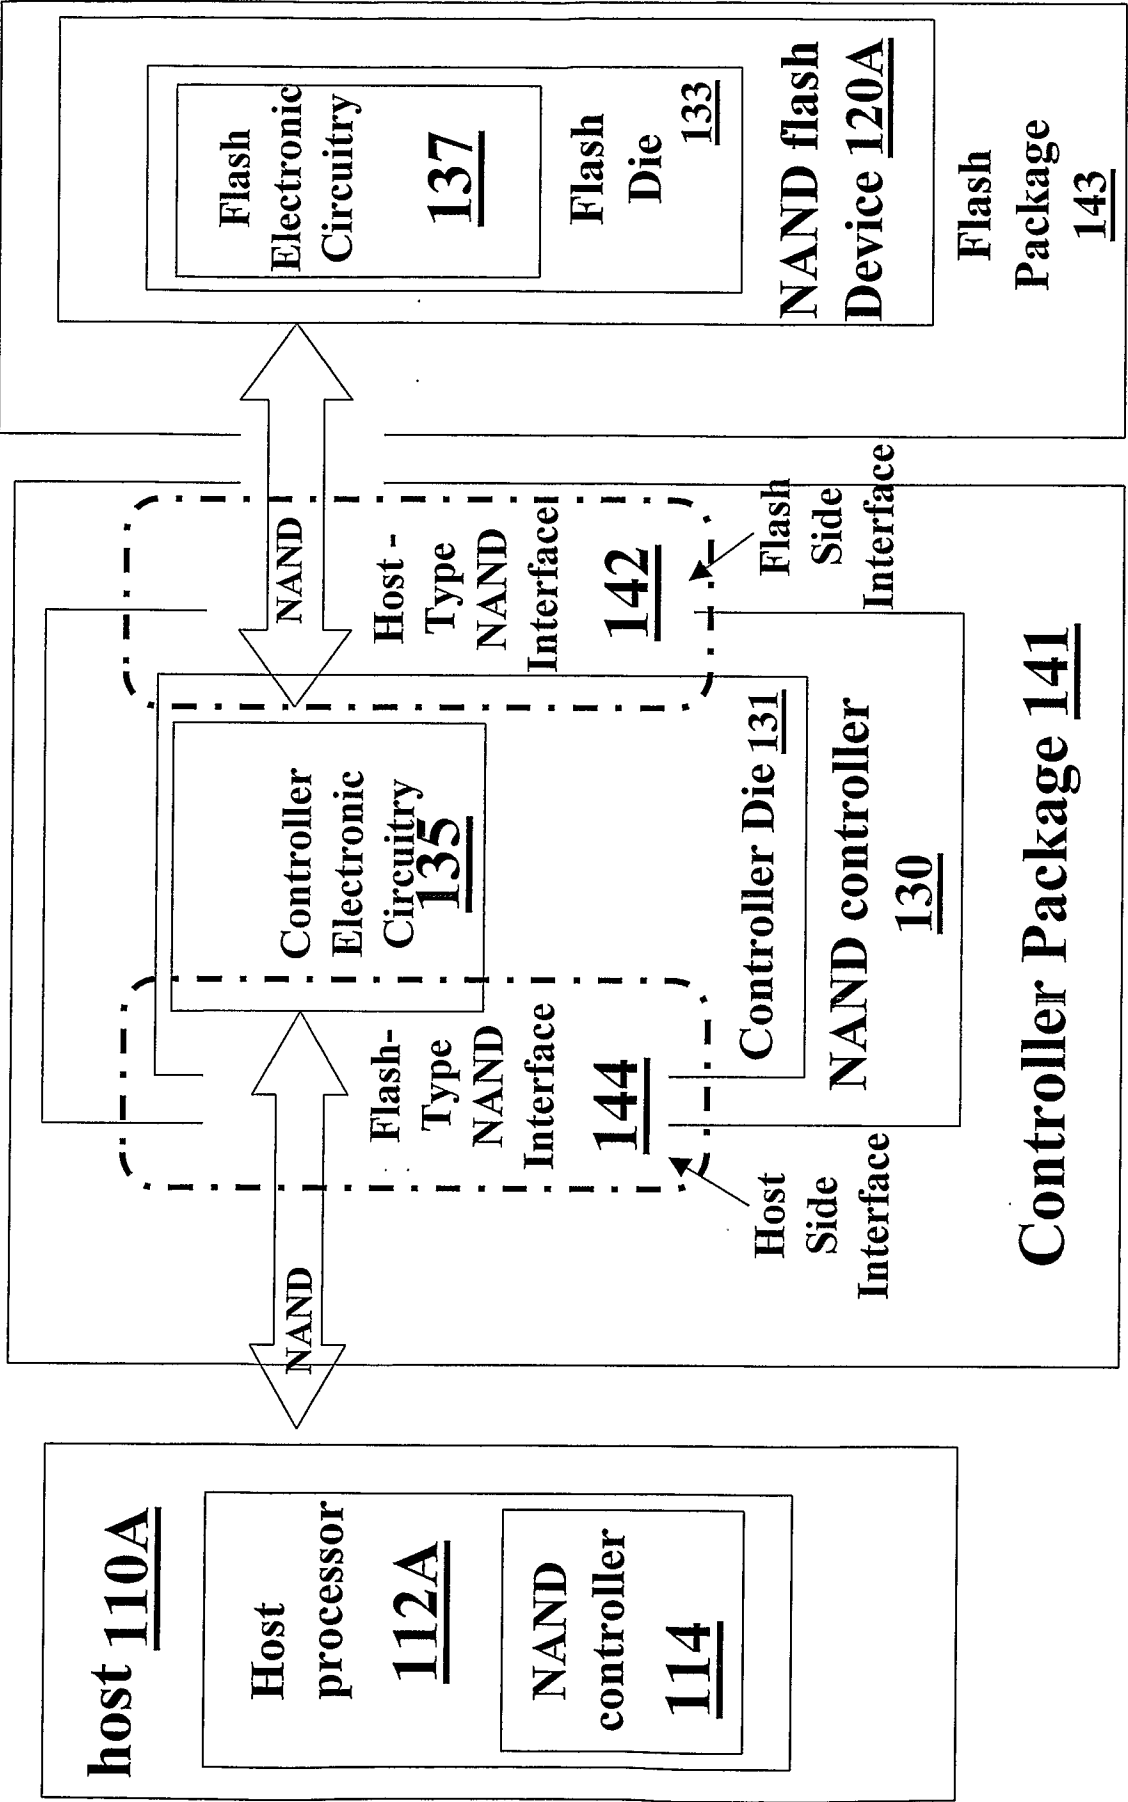 host 110A
Host
processor
112A
NAND
controller
114
NAND
Flash-
Type
NAND
Interface
144
Host
Side
Interface
Controller
Electronic
Circuitry
135
Controller Die 131
NAND controller
130
Controller Package 141
NAND
Host -
Type
NAND
Interface
142
Flash
Side
Interface
Flash
Electronic
Circuitry
137
Flash
Die
133
NAND flash
Device 120A
Flash
Package
143